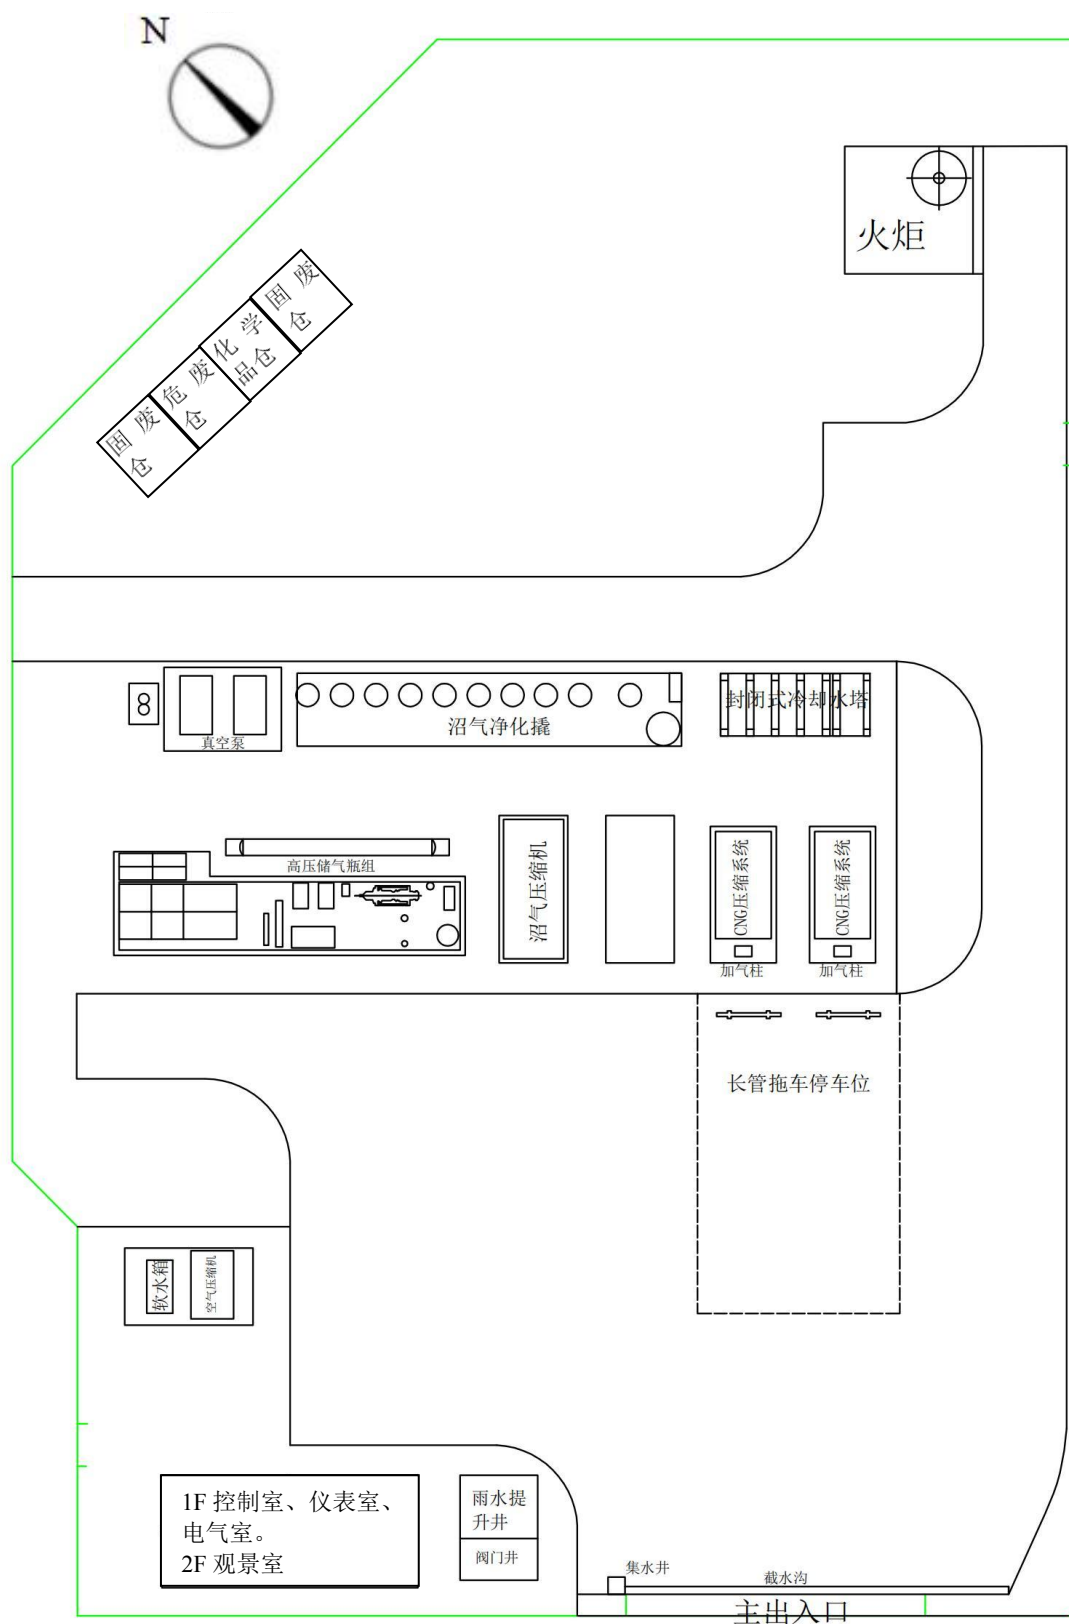 N
火炬
固废
仓
化学
品仓
危废
仓
固废
仓
8
真空泵
沼气净化撬
封闭式冷却水塔
高压储气瓶组
沼气压缩机
CNG压缩系统
CNG压缩系统
加气柱
加气柱
长管拖车停车位
软水箱
空气压缩机
1F 控制室、仪表室、
电气室。
2F 观景室
雨水提
升井
阀门井
集水井
截水沟
主出入口